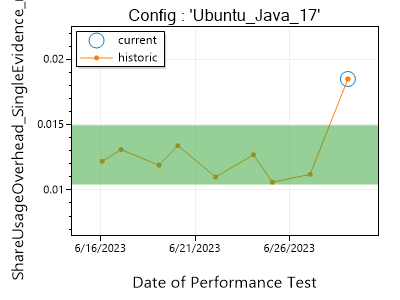 Config : 'Ubuntu_Java_17'
ShareUsageOverhead_SingleEvidence_
current
historic
0.02
0.015
0.01
6/16/2023
6/21/2023
6/26/2023
Date of Performance Test